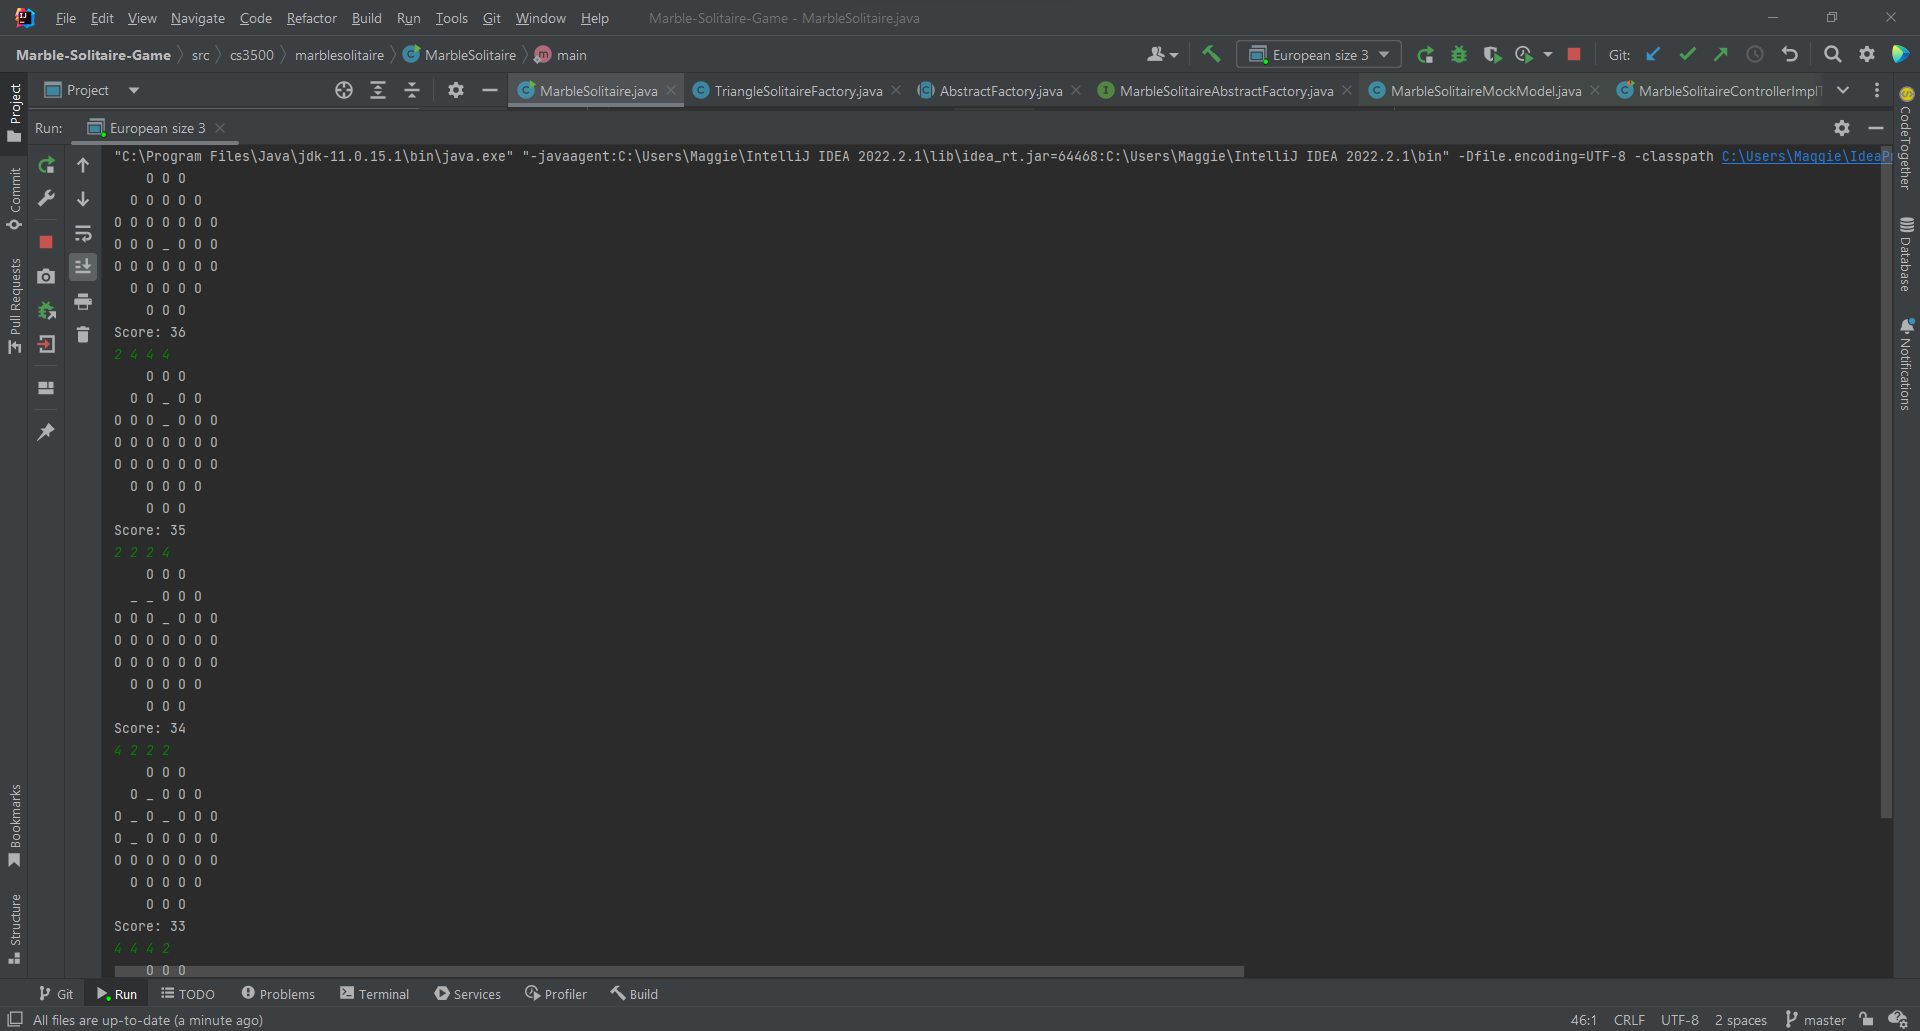 File Edit View Navigate Code Refactor Build Run Tools Git Window Help Marble-Solitaire-Game - MarbleSolitaire.java
Marble-Solitaire-Game src cs3500 marblesolitaire MarbleSolitaire main European size 3 Git:
Project MarbleSolitaire.java TriangleSolitaireFactory.java AbstractFactory.java MarbleSolitaireAbstractFactory.java MarbleSolitaireMockModel.java MarbleSolitaireControllerImpl
Run: European size 3
"C:\Program Files\Java\jdk-11.0.15.1\bin\java.exe" "-javaagent:C:\Users\Maggie\IntelliJ IDEA 2022.2.1\lib\idea_rt.jar=64468:C:\Users\Maggie\IntelliJ IDEA 2022.2.1\bin" -Dfile.encoding=UTF-8 -classpath C:\Users\Maggie\IdeaP
    O O O
  O O O O O
O O O O O O O
O O O _ O O O
O O O O O O O
  O O O O O
    O O O
Score: 36
2 4 4 4
    O O O
  O O _ O O
O O O _ O O O
O O O O O O O
O O O O O O O
  O O O O O
    O O O
Score: 35
2 2 2 4
    O O O
  _ _ O O O
O O O _ O O O
O O O O O O O
O O O O O O O
  O O O O O
    O O O
Score: 34
4 2 2 2
    O O O
  O _ O O O
O _ O _ O O O
O _ O O O O O
O O O O O O O
  O O O O O
    O O O
Score: 33
4 4 4 2
    O O O
Project
Commit
Pull Requests
Bookmarks
Structure
CodeTogether
Database
Notifications
Git Run TODO Problems Terminal Services Profiler Build
All files are up-to-date (a minute ago) 46:1 CRLF UTF-8 2 spaces master